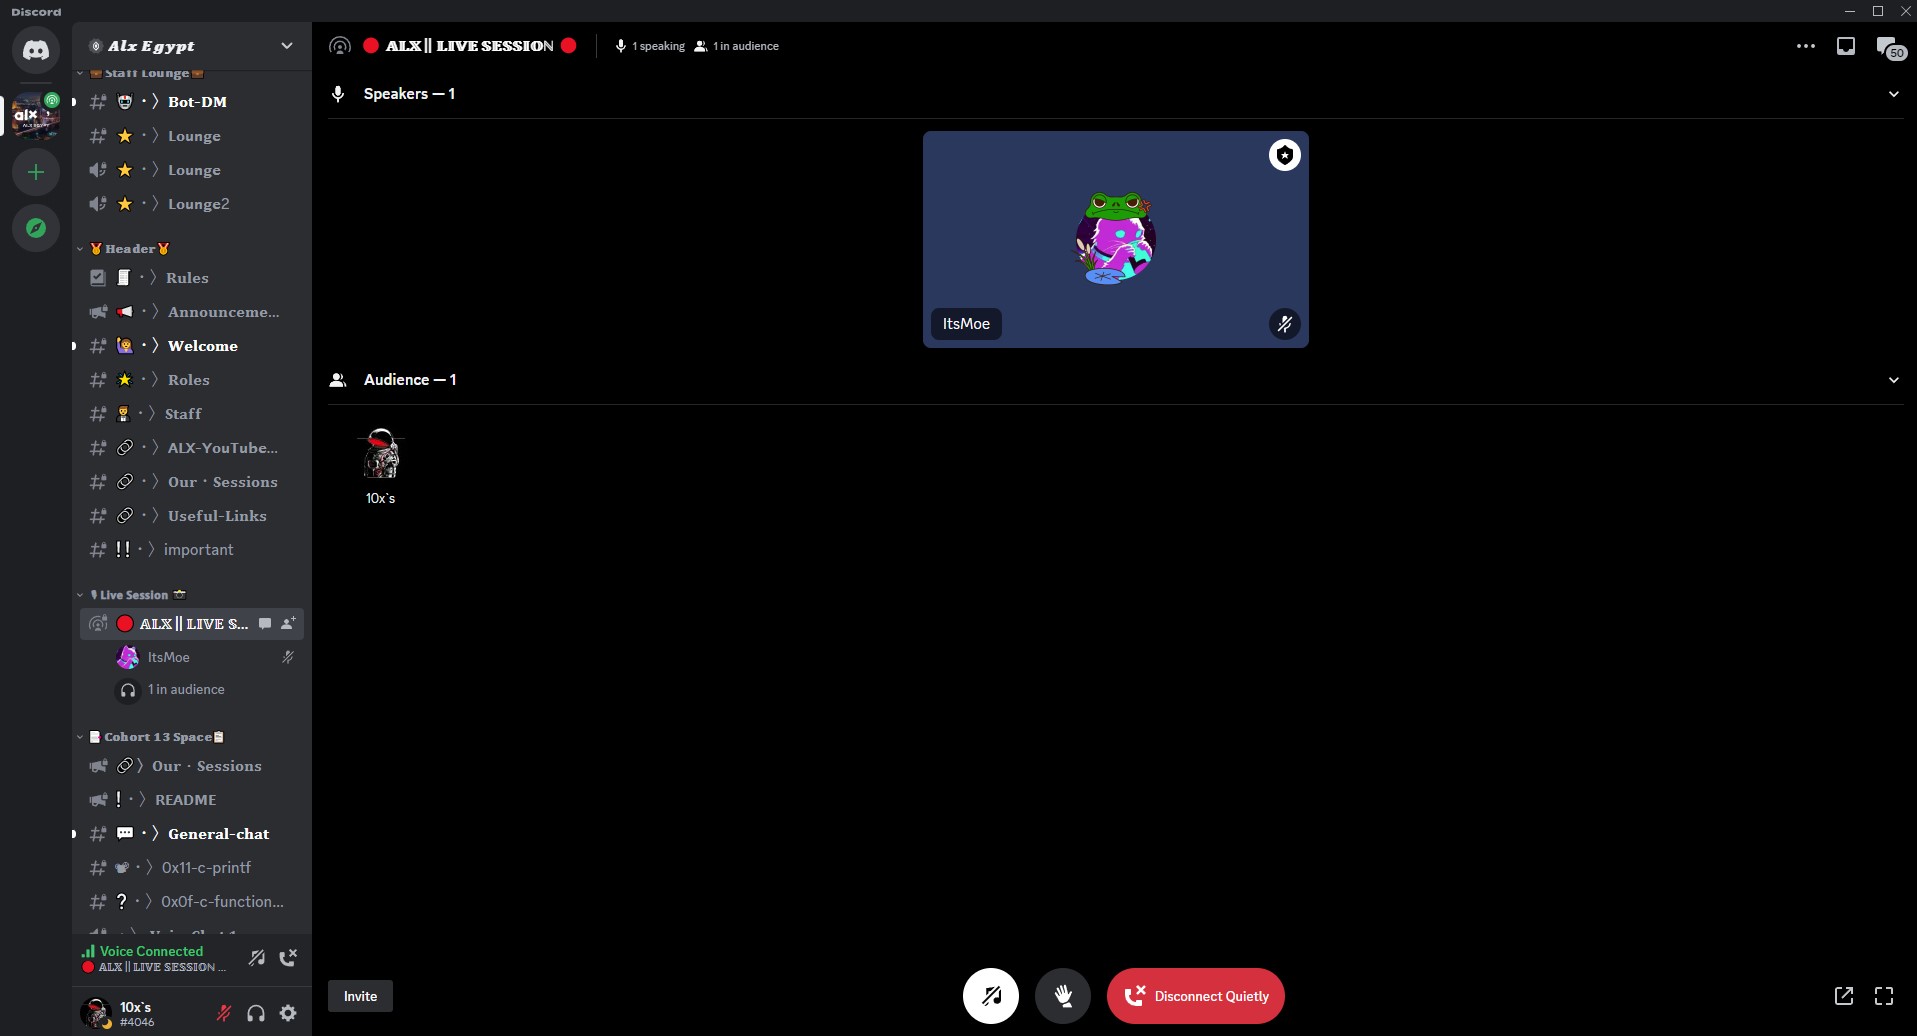 Discord
Alx Egypt
Staff Lounge
Bot-DM
Lounge
Lounge
Lounge2
Header
Rules
Announceme...
Welcome
Roles
Staff
ALX-YouTube...
Our・Sessions
Useful-Links
important
Live Session
ALX || LIVE S...
ItsMoe
1 in audience
Cohort 13 Space
Our・Sessions
README
General-chat
0x11-c-printf
0x0f-c-function...
Voice Connected
ALX || LIVE SESSION ...
10x`s
#4046
ALX || LIVE SESSION
1 speaking
1 in audience
50
Speakers — 1
ItsMoe
Audience — 1
10x`s
Invite
Disconnect Quietly
alx